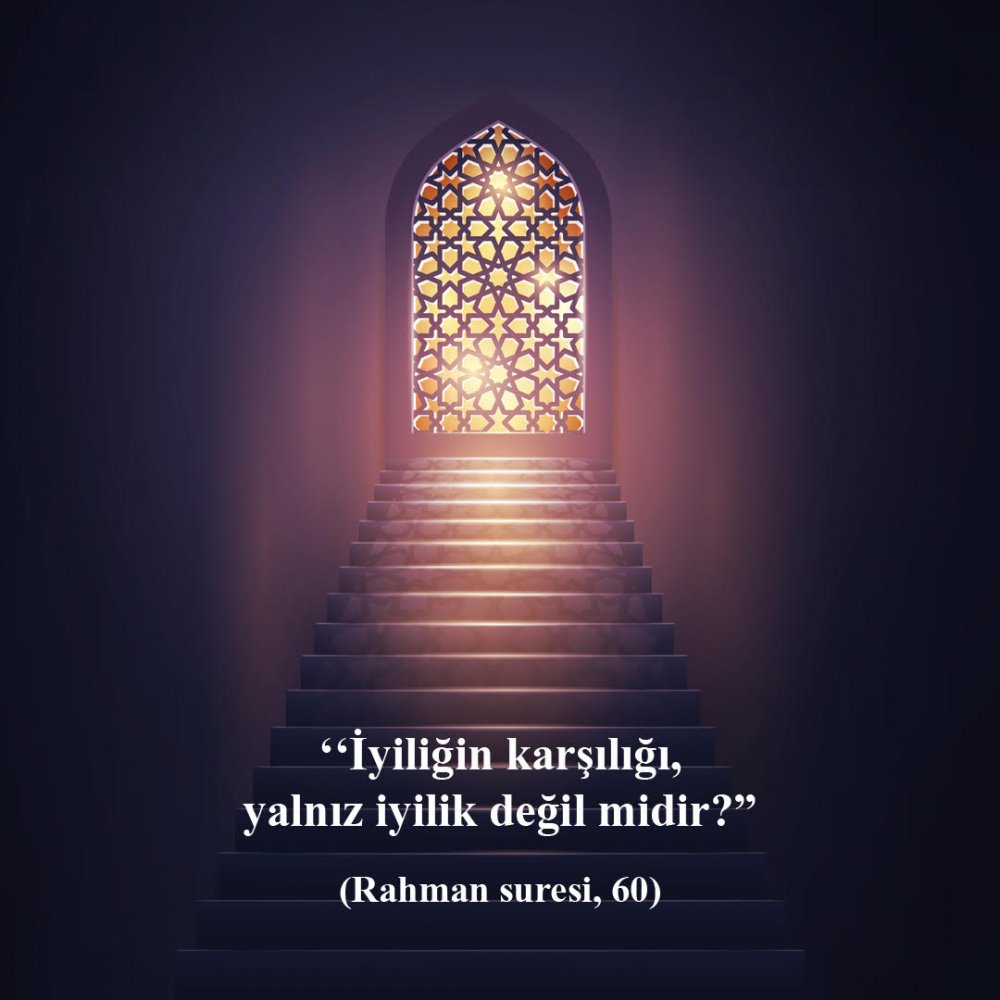 ‘‘İyiliğin karşılığı,
yalnız iyilik değil midir?”
(Rahman suresi, 60)